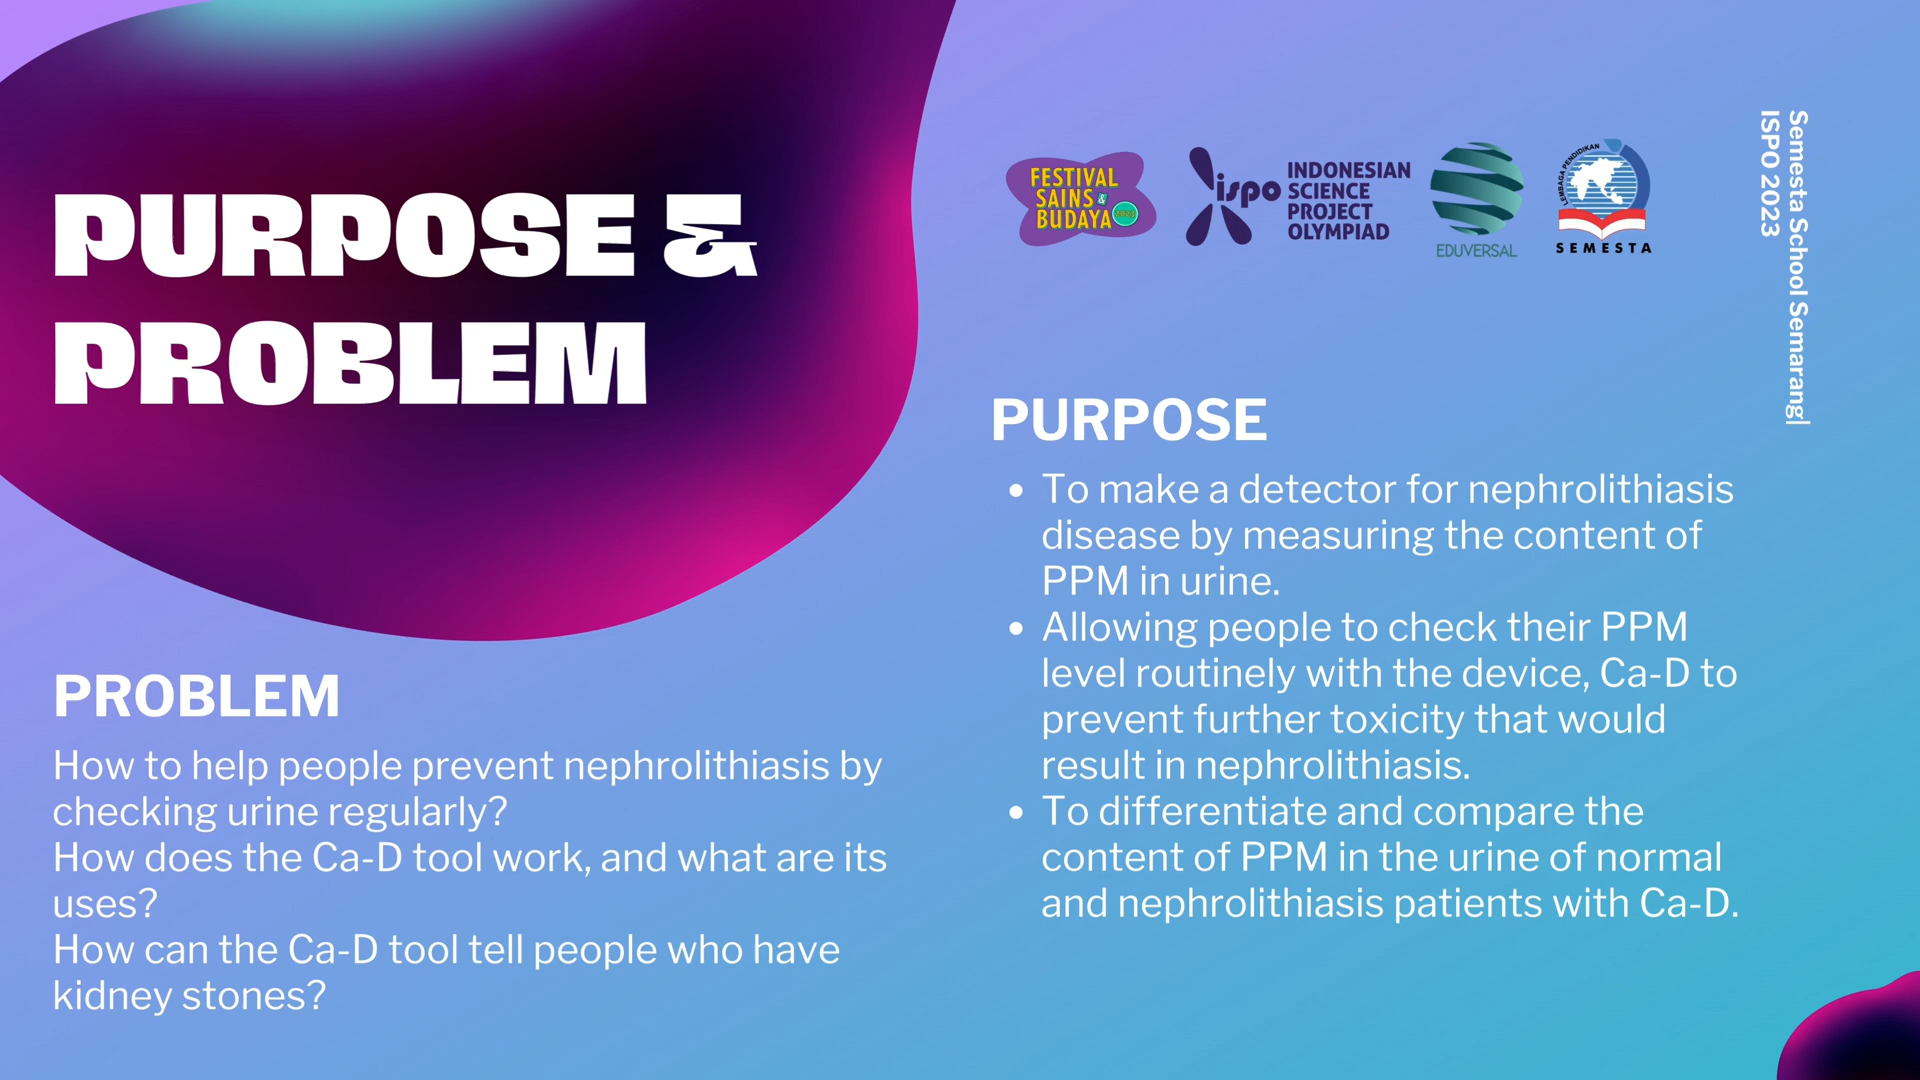 PURPOSE &
PROBLEM
FESTIVAL
SAINS &
BUDAYA
ispo
INDONESIAN
SCIENCE
PROJECT
OLYMPIAD
EDUVERSAL
LEMBAGA PENDIDIKAN
SEMESTA
Semesta School Semarang|
ISPO 2023
PROBLEM
How to help people prevent nephrolithiasis by
checking urine regularly?
How does the Ca-D tool work, and what are its
uses?
How can the Ca-D tool tell people who have
kidney stones?
PURPOSE
• To make a detector for nephrolithiasis
disease by measuring the content of
PPM in urine.
• Allowing people to check their PPM
level routinely with the device, Ca-D to
prevent further toxicity that would
result in nephrolithiasis.
• To differentiate and compare the
content of PPM in the urine of normal
and nephrolithiasis patients with Ca-D.